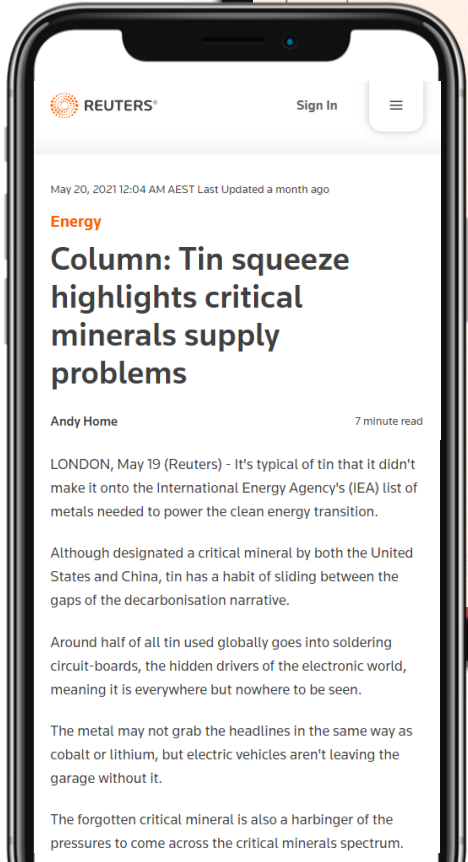 REUTERS®
Sign In
May 20, 2021 12:04 AM AEST Last Updated a month ago
Energy
Column: Tin squeeze
highlights critical
minerals supply
problems
Andy Home
7 minute read
LONDON, May 19 (Reuters) - It's typical of tin that it didn't
make it onto the International Energy Agency's (IEA) list of
metals needed to power the clean energy transition.
Although designated a critical mineral by both the United
States and China, tin has a habit of sliding between the
gaps of the decarbonisation narrative.
Around half of all tin used globally goes into soldering
circuit-boards, the hidden drivers of the electronic world,
meaning it is everywhere but nowhere to be seen.
The metal may not grab the headlines in the same way as
cobalt or lithium, but electric vehicles aren't leaving the
garage without it.
The forgotten critical mineral is also a harbinger of the
pressures to come across the critical minerals spectrum.